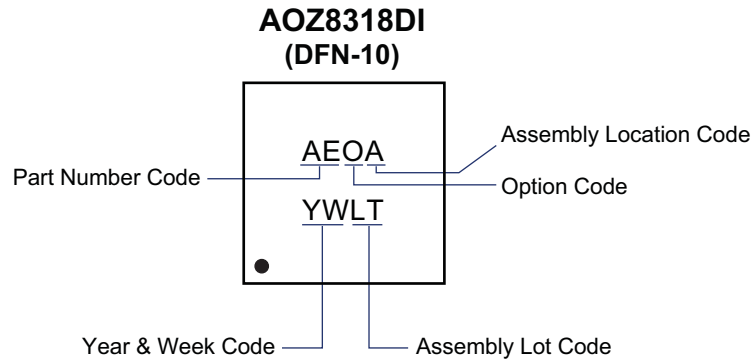 AOZ8318DI
(DFN-10)
Assembly Location Code
AEOA
Part Number Code
Option Code
YWLT
Year & Week Code
Assembly Lot Code